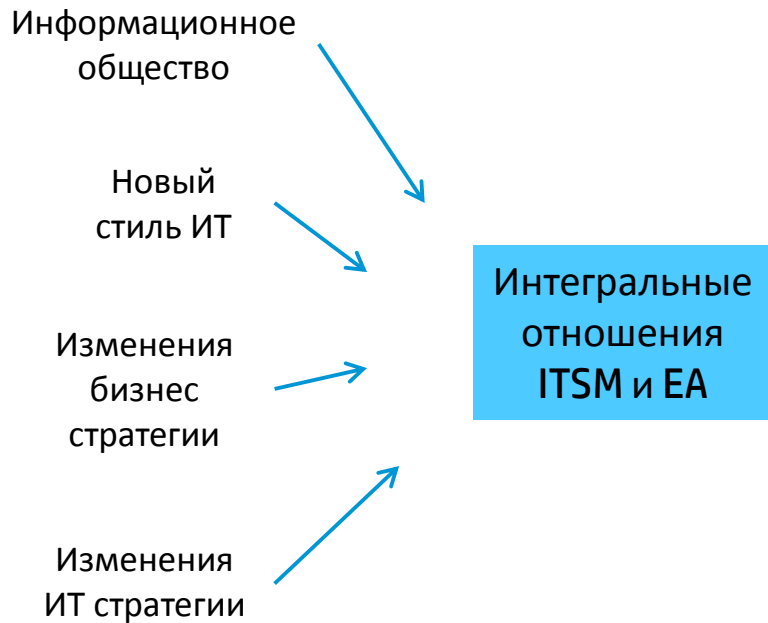 Информационное
общество
Новый
стиль ИТ
Изменения
бизнес
стратегии
Изменения
ИТ стратегии
Интегральные
отношения
ITSM и EA